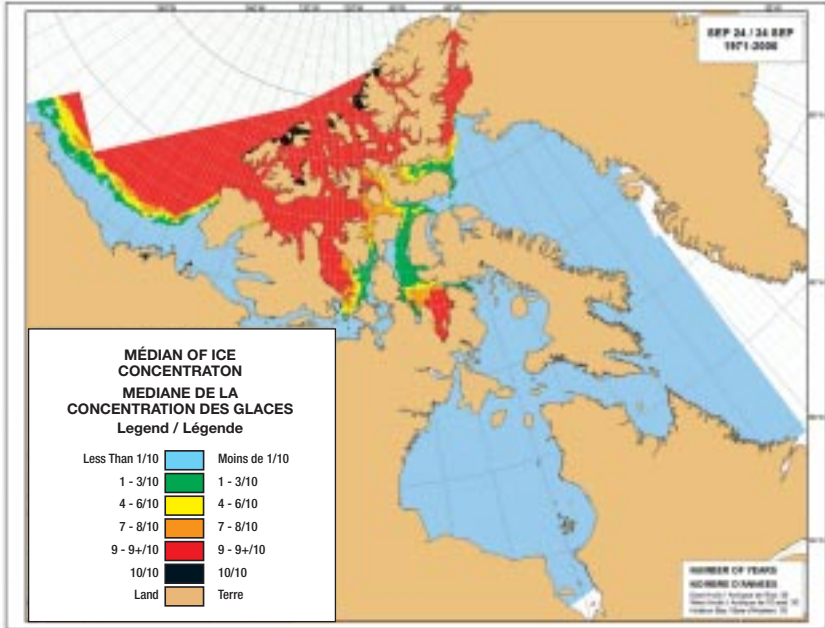 SEP 24 / 24 SEP
1971-2000
MÉDIAN OF ICE
CONCENTRATON
MEDIANE DE LA
CONCENTRATION DES GLACES
Legend / Légende
Less Than 1/10 Moins de 1/10
1 - 3/10 1 - 3/10
4 - 6/10 4 - 6/10
7 - 8/10 7 - 8/10
9 - 9+/10 9 - 9+/10
10/10 10/10
Land Terre
NUMBER OF YEARS
NOMBRE D'ANNEES